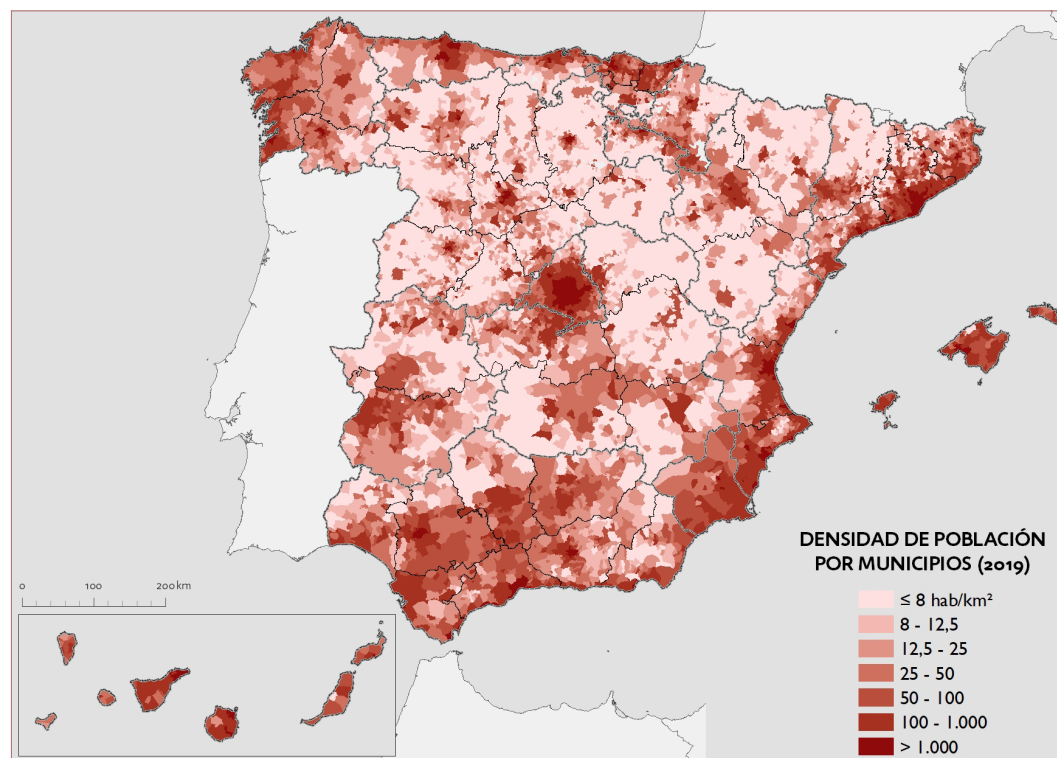 DENSIDAD DE POBLACIÓN
POR MUNICIPIOS (2019)
≤ 8 hab/km²
8 - 12,5
12,5 - 25
25 - 50
50 - 100
100 - 1.000
> 1.000
0 100 200 km